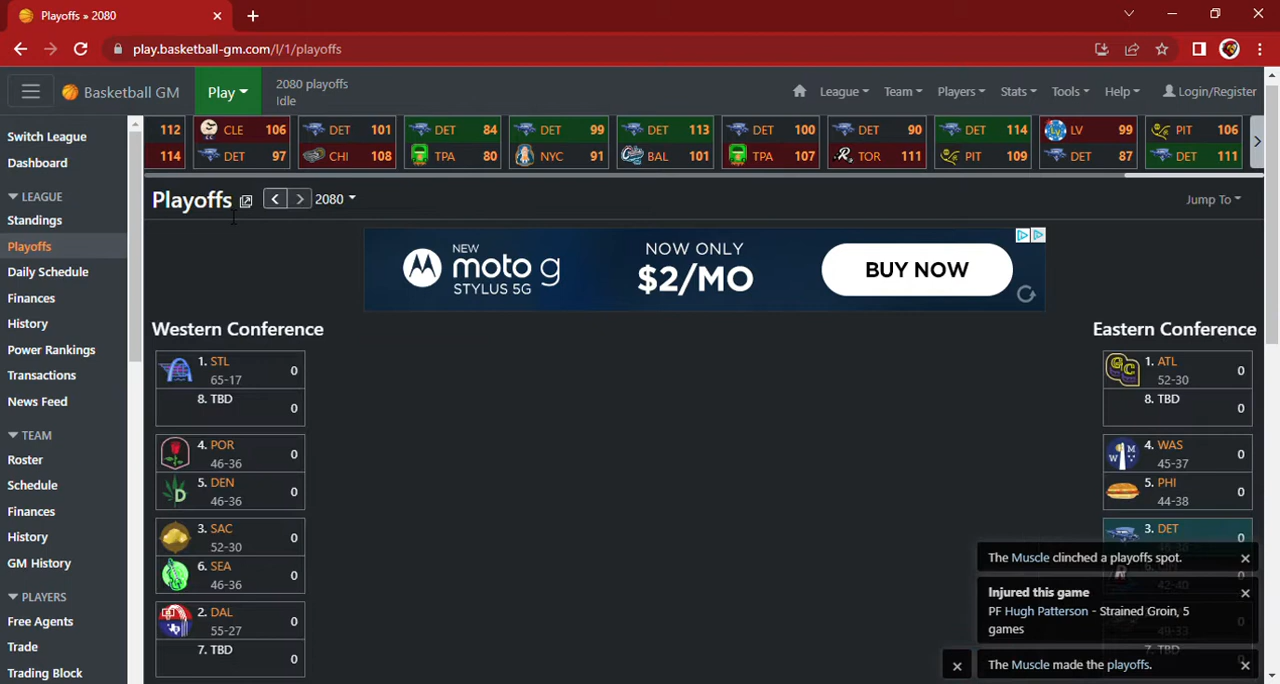 Playoffs » 2080
play.basketball-gm.com/l/1/playoffs
Basketball GM
Play
2080 playoffs
Idle
League
Team
Players
Stats
Tools
Help
Login/Register
112
114
CLE 106
DET 97
DET 101
CHI 108
DET 84
TPA 80
DET 99
NYC 91
DET 113
BAL 101
DET 100
TPA 107
DET 90
TOR 111
DET 114
PIT 109
LV 99
DET 87
PIT 106
DET 111
Switch League
Dashboard
LEAGUE
Standings
Playoffs
Daily Schedule
Finances
History
Power Rankings
Transactions
News Feed
TEAM
Roster
Schedule
Finances
History
GM History
PLAYERS
Free Agents
Trade
Trading Block
Playoffs
2080
Jump To
NEW
moto g
STYLUS 5G
NOW ONLY
$2/MO
BUY NOW
Western Conference
1. STL 0
65-17
8. TBD
0
4. POR 0
46-36
5. DEN 0
46-36
3. SAC 0
52-30
6. SEA 0
46-36
2. DAL 0
55-27
7. TBD
0
Eastern Conference
1. ATL 0
52-30
8. TBD
0
4. WAS 0
45-37
5. PHI 0
44-38
3. DET 0
The Muscle clinched a playoffs spot.
Injured this game
PF Hugh Patterson - Strained Groin, 5
games
The Muscle made the playoffs.